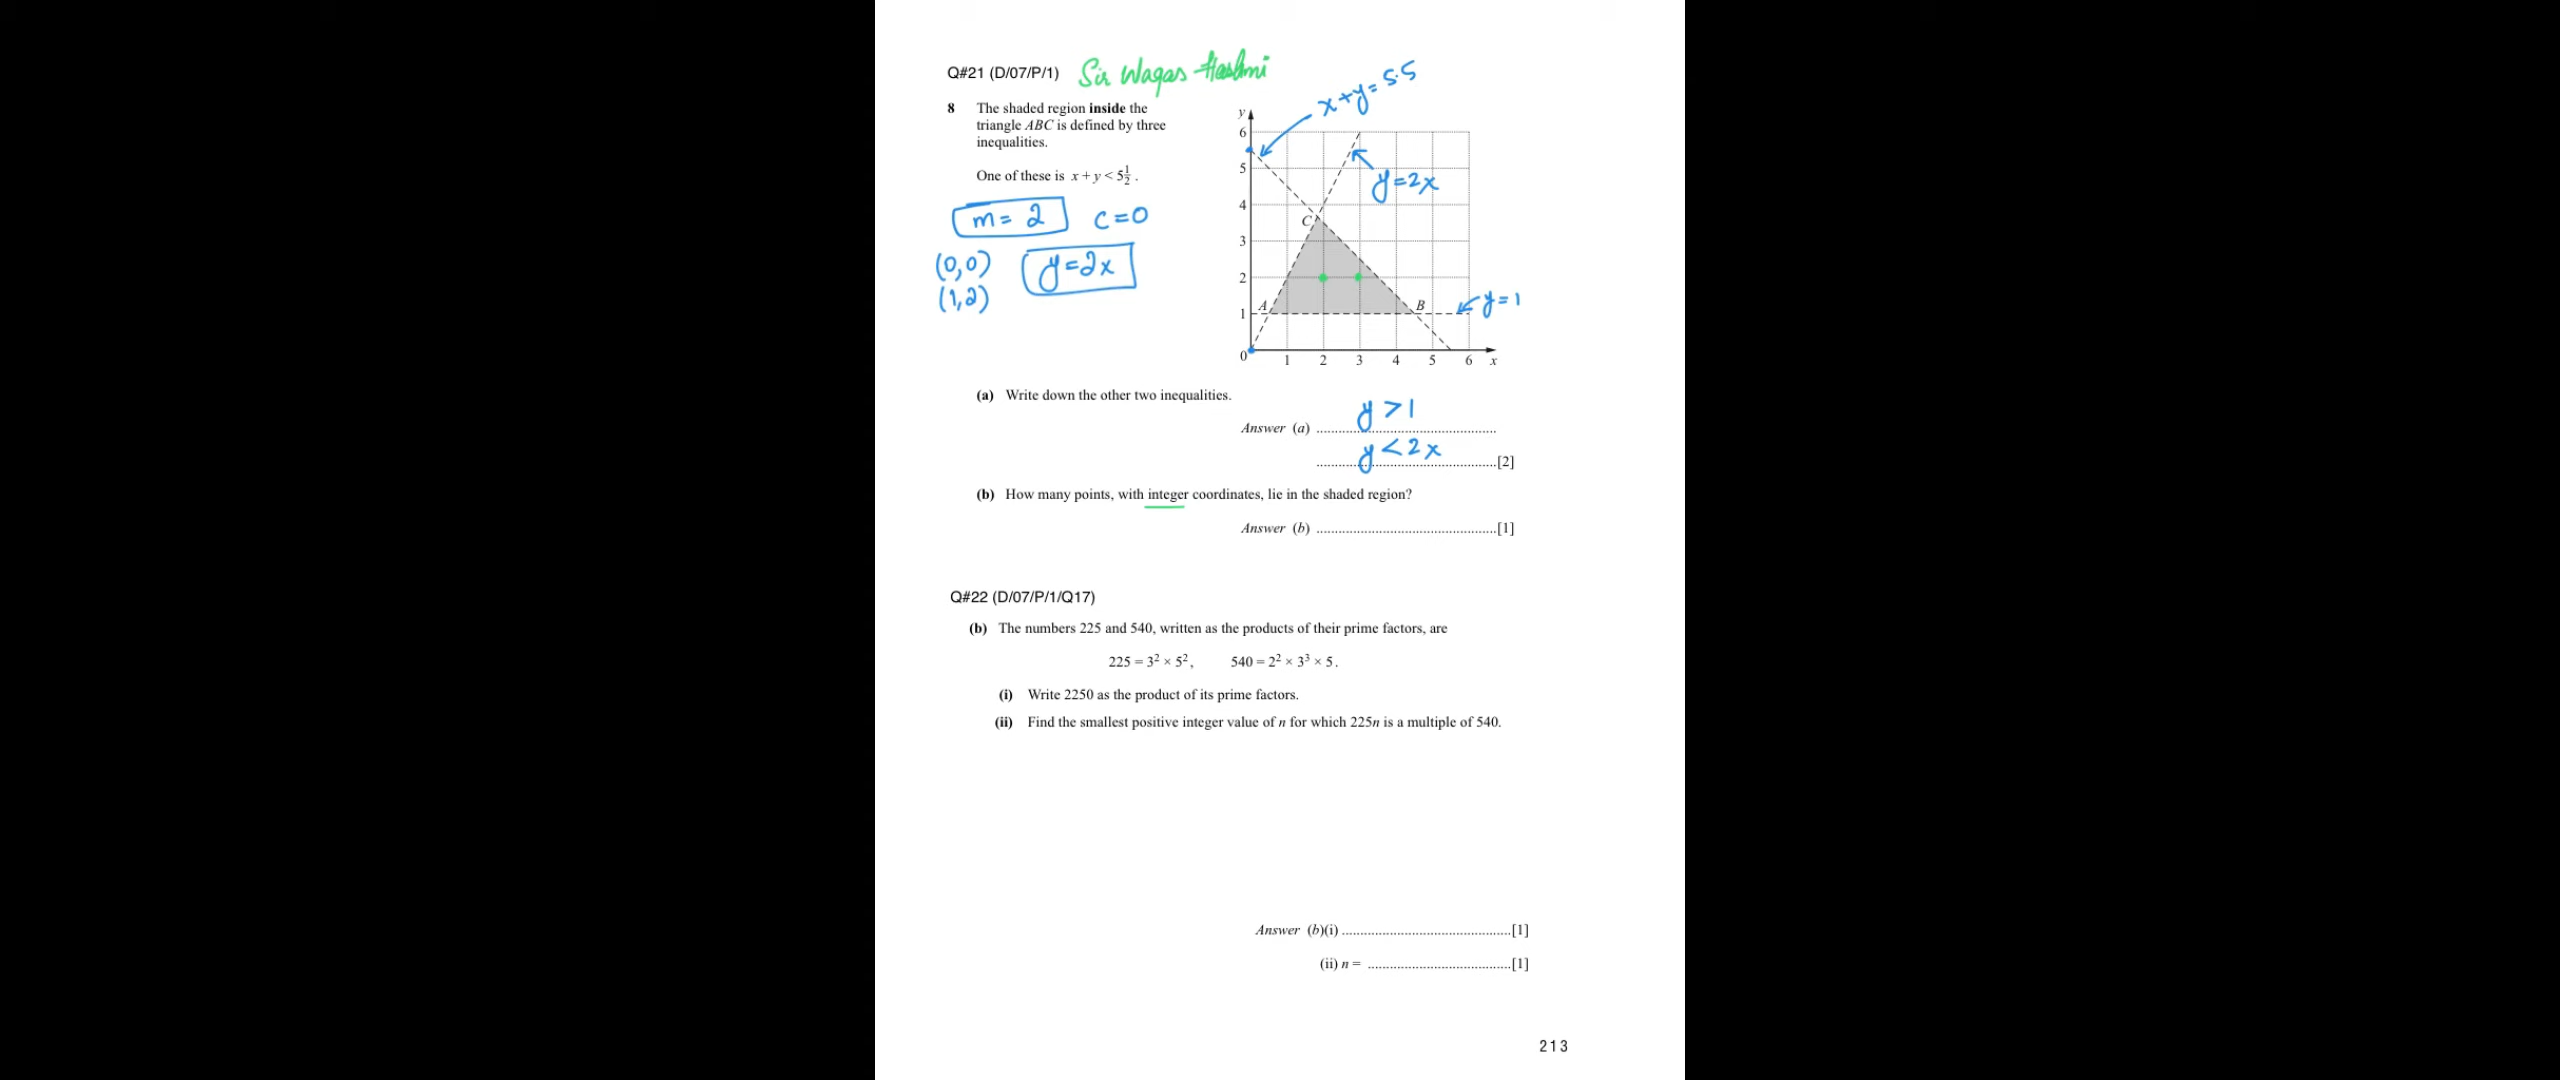 Q#21 (D/07/P/1) Sir Waqas Hashmi
8 The shaded region inside the
triangle ABC is defined by three
inequalities.
One of these is x + y < 5½ .
m = 2 c = 0
(0,0) y = 2x
(1,2)
x + y = 5.5
y
6
5
4
3
2
1
0
y = 2x
C
A
B
y = 1
1 2 3 4 5 6 x
(a) Write down the other two inequalities.
y > 1
Answer (a) ................................................
y < 2x
................................................[2]
(b) How many points, with integer coordinates, lie in the shaded region?
Answer (b) ................................................[1]
Q#22 (D/07/P/1/Q17)
(b) The numbers 225 and 540, written as the products of their prime factors, are
225 = 3² × 5², 540 = 2² × 3³ × 5 .
(i) Write 2250 as the product of its prime factors.
(ii) Find the smallest positive integer value of n for which 225n is a multiple of 540.
Answer (b)(i) ..............................................[1]
(ii) n = .......................................[1]
213